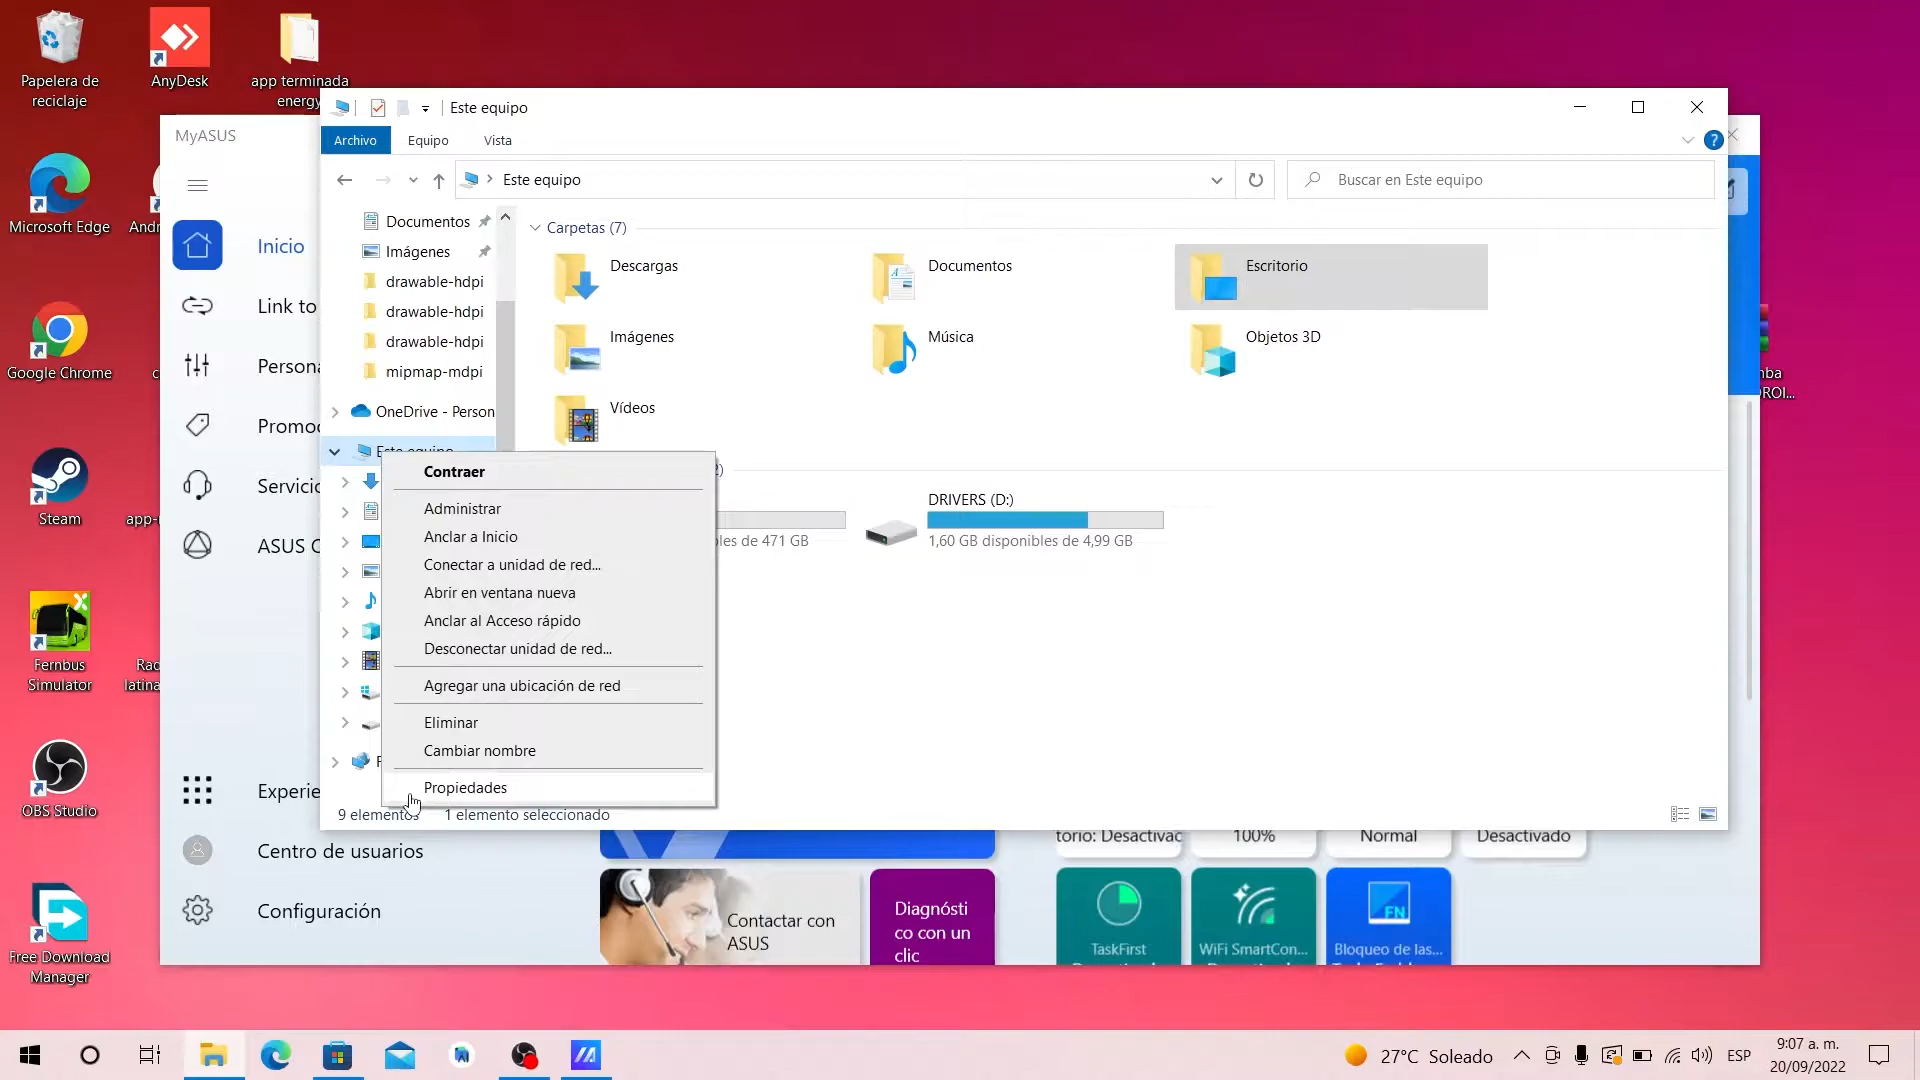 Papelera de
reciclaje
AnyDesk
app terminada
energy
Microsoft Edge
Google Chrome
Steam
Fernbus
Simulator
latina
OBS Studio
Free Download
Manager
MyASUS
Inicio
Link to
Servicio
Centro de usuarios
Configuración
Este equipo
Archivo
Equipo
Vista
Este equipo
Buscar en Este equipo
Documentos
Imágenes
drawable-hdpi
drawable-hdpi
drawable-hdpi
mipmap-mdpi
OneDrive - Person
Este equipo
Carpetas (7)
Descargas
Documentos
Escritorio
Imágenes
Música
Objetos 3D
Vídeos
DRIVERS (D:)
les de 471 GB
1,60 GB disponibles de 4,99 GB
Contraer
Administrar
Anclar a Inicio
Conectar a unidad de red...
Abrir en ventana nueva
Anclar al Acceso rápido
Desconectar unidad de red...
Agregar una ubicación de red
Eliminar
Cambiar nombre
Propiedades
9 elementos
1 elemento seleccionado
torio: Desactivac
100%
Normal
Desactivado
Contactar con
ASUS
Diagnósti
co con un
clic
TaskFirst
WiFi SmartCon...
FN
Bloqueo de las...
27°C Soleado
ESP
9:07 a. m.
20/09/2022